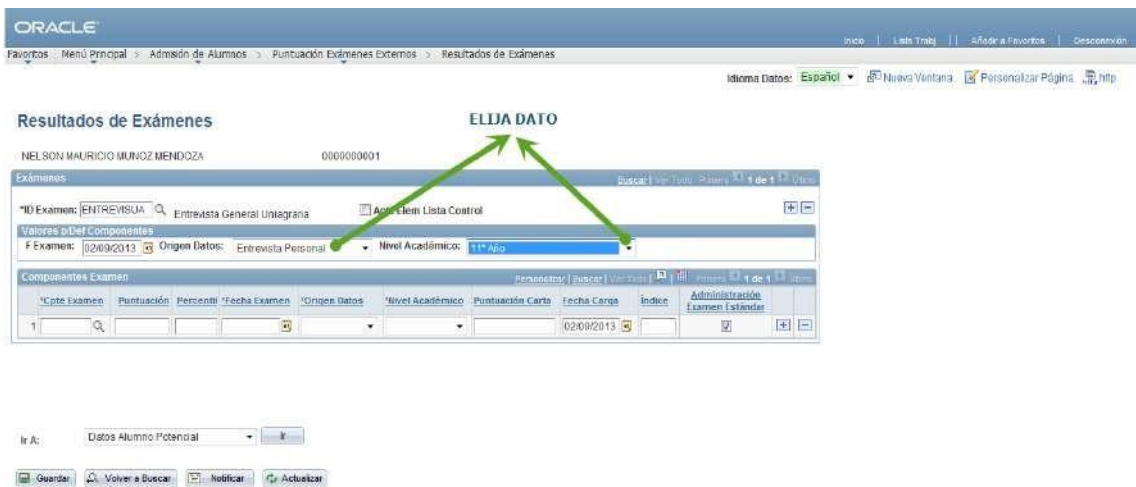 ORACLE
Inicio | Lista Trabj || Añadir a Favoritos | Desconexión
Favoritos Menú Principal > Admisión de Alumnos > Puntuación Exámenes Externos > Resultados de Exámenes
Idioma Datos: Español Nueva Ventana Personalizar Página http
Resultados de Exámenes
ELIJA DATO
NELSON MAURICIO MUNOZ MENDOZA 0000000001
Exámenes Buscar | Ver Todo 1 de 1
*ID Examen: ENTREVISUA Entrevista General Uniagraria Actz Elem Lista Control
Valores p/Def Componentes
F Examen: 02/09/2013 Origen Datos: Entrevista Personal Nivel Académico: 11° Año
Componentes Examen Personalizar | Buscar | Ver Todo | 1 de 1
*Cpte Examen Puntuación Percentil *Fecha Examen *Origen Datos *Nivel Académico Puntuación Carta Fecha Carga Índice Administración Examen Estándar
1 02/09/2013
Ir A: Datos Alumno Potencial Ir
Guardar Volver a Buscar Notificar Actualizar